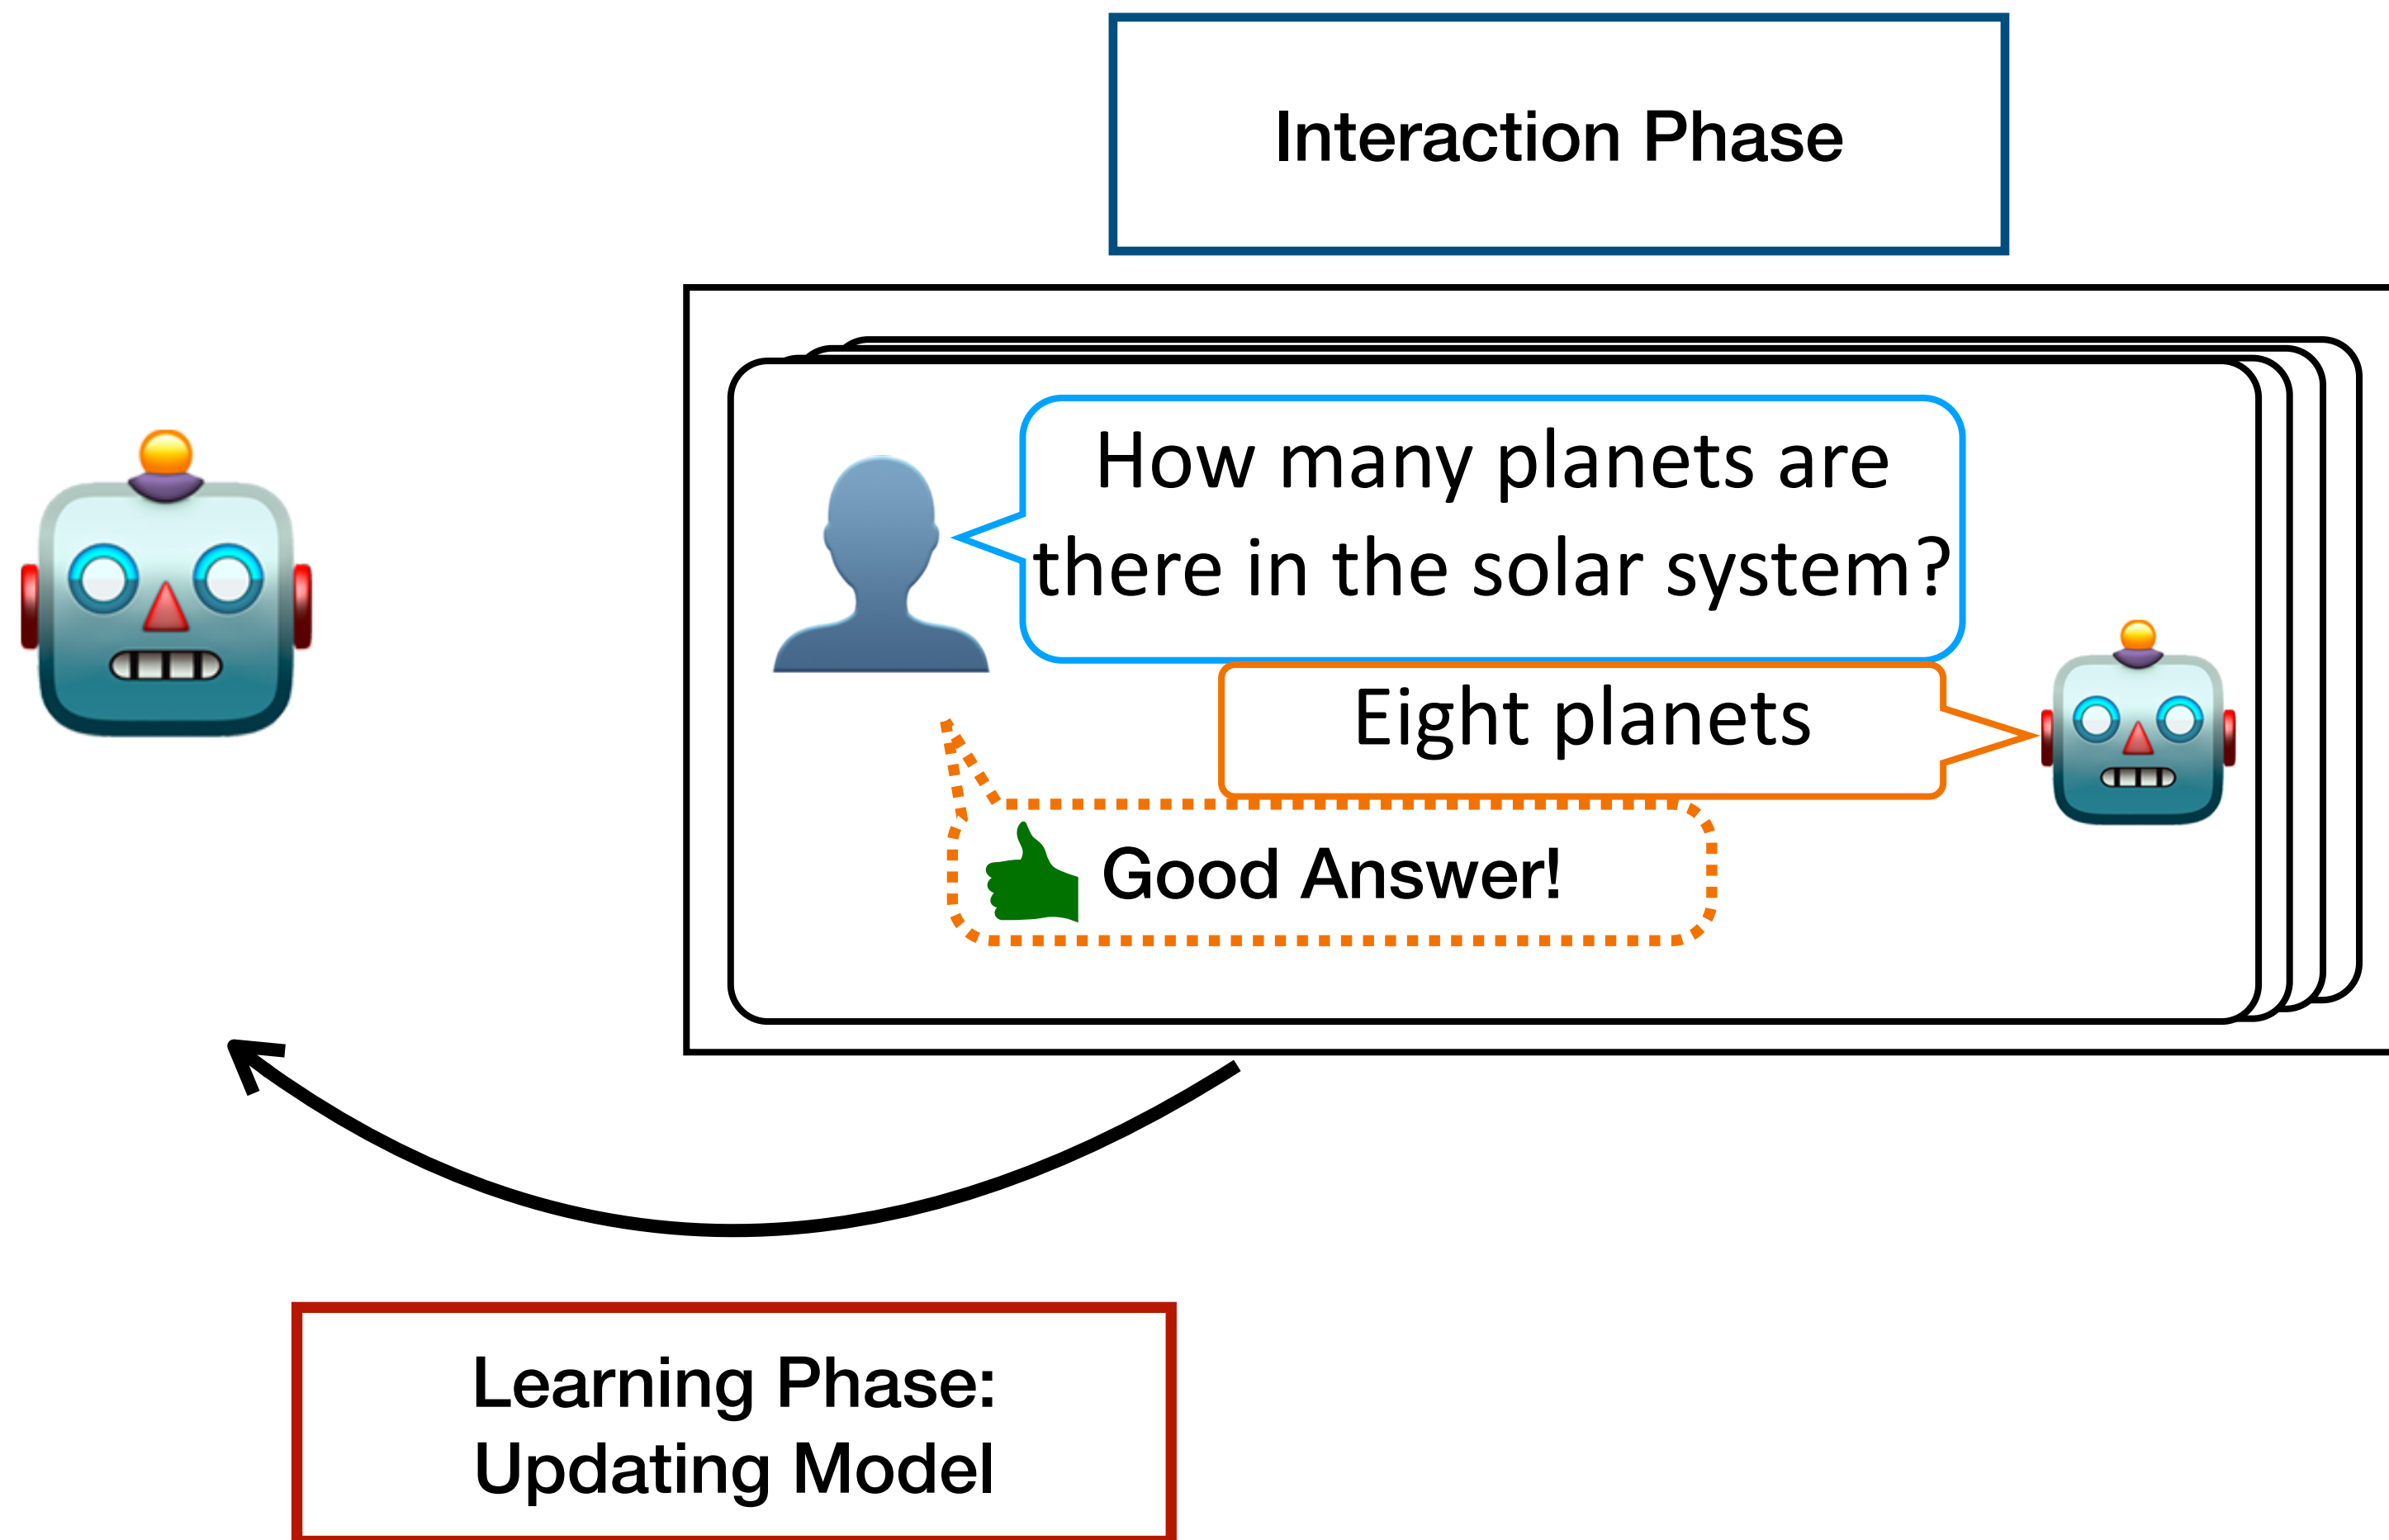 Interaction Phase
How many planets are
there in the solar system?
Eight planets
Good Answer!
Learning Phase:
Updating Model